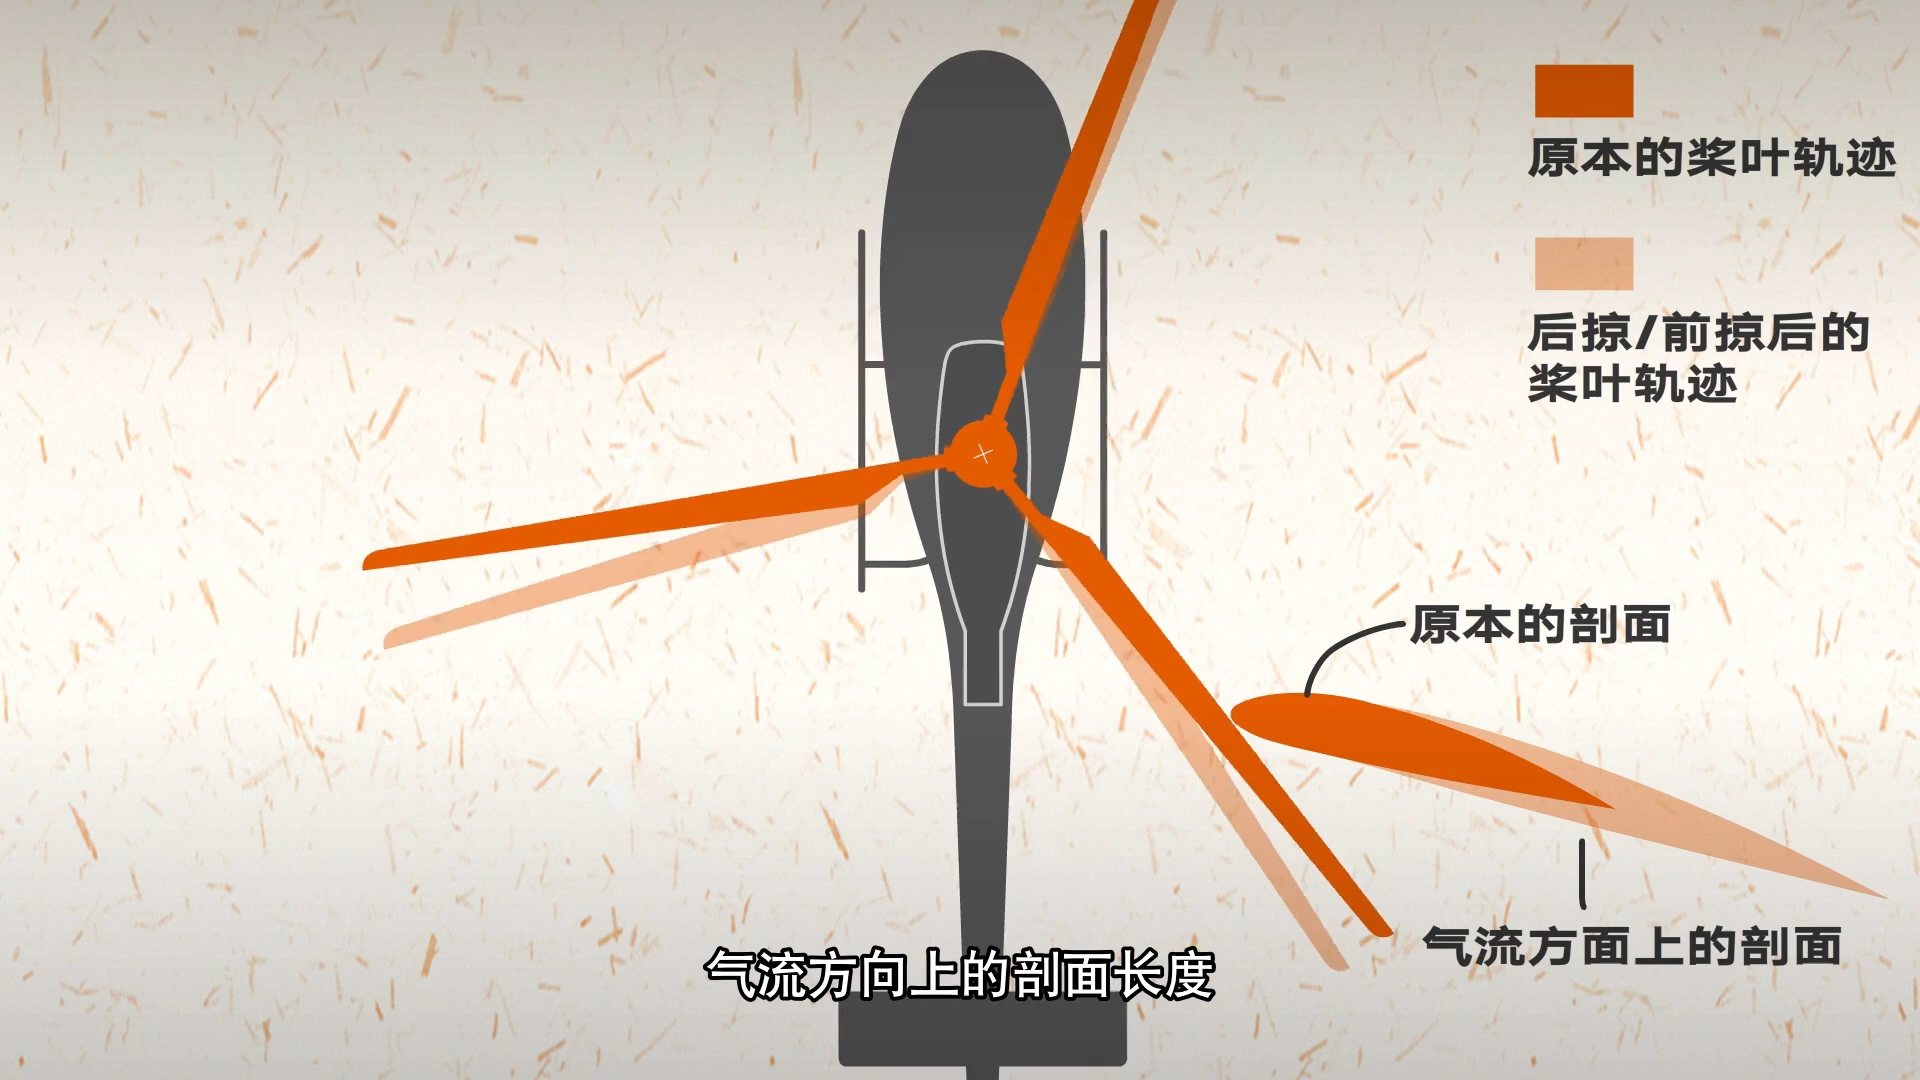 原本的桨叶轨迹
后掠/前掠后的
桨叶轨迹
原本的剖面
气流方面上的剖面
气流方向上的剖面长度